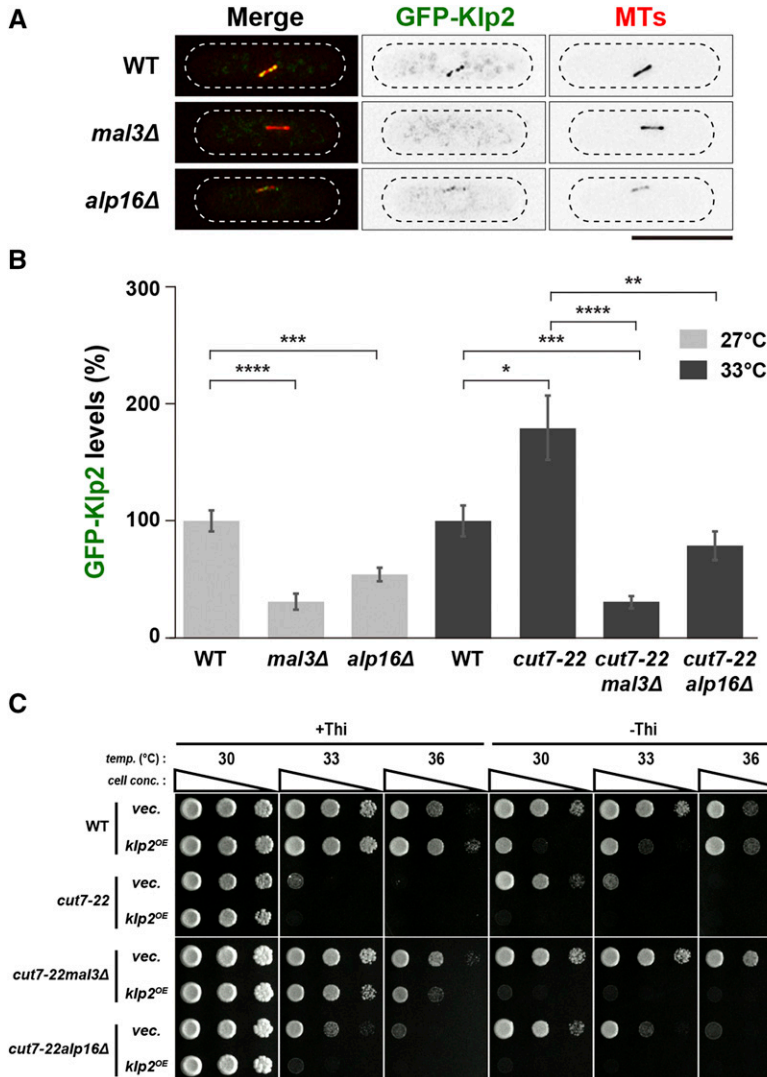 A
Merge GFP-Klp2 MTs
WT
mal3Δ
alp16Δ
B
300
200
100
0
GFP-Klp2 levels (%)
**
****
***
***
****
*
27°C
33°C
WT mal3Δ alp16Δ WT cut7-22 cut7-22 cut7-22
mal3Δ alp16Δ
C
+Thi -Thi
temp. (°C) : 30 33 36 30 33 36
cell conc. :
WT vec.
klp2OE
cut7-22 vec.
klp2OE
cut7-22mal3Δ vec.
klp2OE
cut7-22alp16Δ vec.
klp2OE